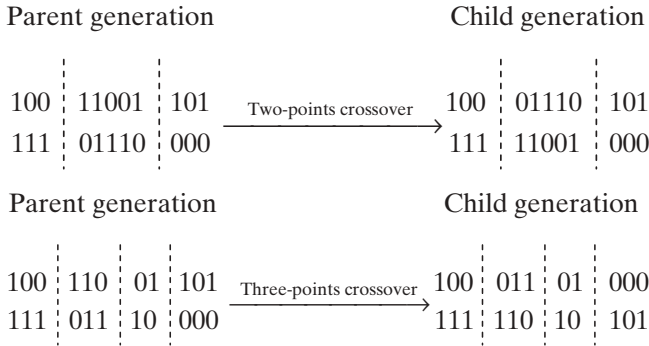 Parent generation Child generation
100 11001 101 Two-points crossover 100 01110 101
111 01110 000 111 11001 000
Parent generation Child generation
100 110 01 101 Three-points crossover 100 011 01 000
111 011 10 000 111 110 10 101